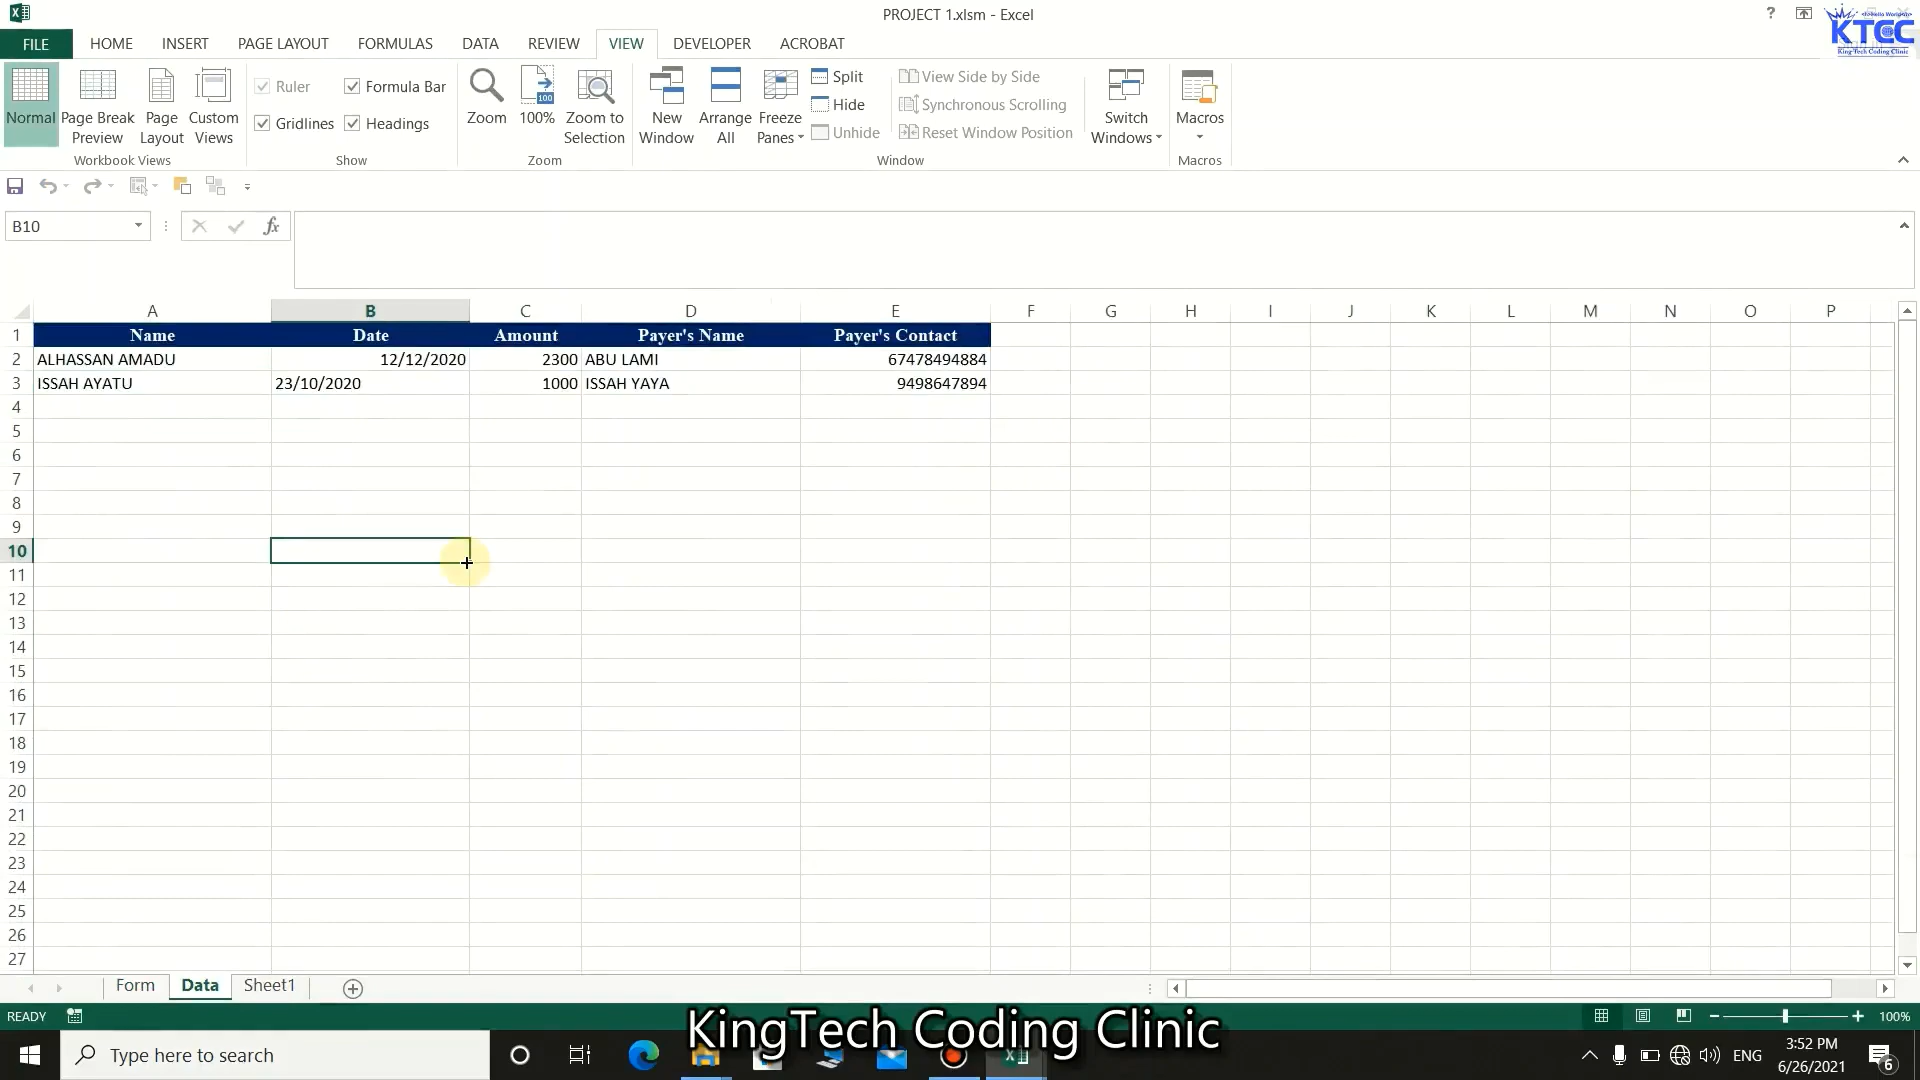 PROJECT 1.xlsm - Excel
?
KTCC
King-Tech Coding Clinic
FILE HOME INSERT PAGE LAYOUT FORMULAS DATA REVIEW VIEW DEVELOPER ACROBAT
Normal
Page Break Preview
Page Layout
Custom Views
Workbook Views
Ruler
Formula Bar
Gridlines
Headings
Show
Zoom
100
100%
Zoom to Selection
Zoom
New Window
Arrange All
Freeze Panes
Split
Hide
Unhide
View Side by Side
Synchronous Scrolling
Reset Window Position
Switch Windows
Window
Macros
Macros
B10
fx
A B C D E F G H I J K L M N O P
1 Name Date Amount Payer's Name Payer's Contact
2 ALHASSAN AMADU 12/12/2020 2300 ABU LAMI 67478494884
3 ISSAH AYATU 23/10/2020 1000 ISSAH YAYA 9498647894
4
5
6
7
8
9
10
11
12
13
14
15
16
17
18
19
20
21
22
23
24
25
26
27
Form Data Sheet1
READY
100%
KingTech Coding Clinic
Type here to search
ENG
3:52 PM
6/26/2021
6